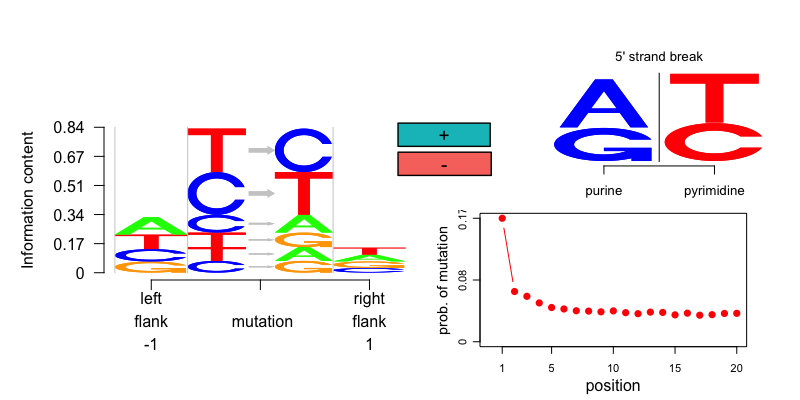 5' strand break
A T
G C
purine pyrimidine
+
-
Information content
0.84
0.67
0.51
0.34
0.17
0
T C
C T
C A
T G
A T A
T C A
C G
G C G
left
flank
-1
mutation
right
flank
1
prob. of mutation
0.17
0.08
0
1 5 10 15 20
position